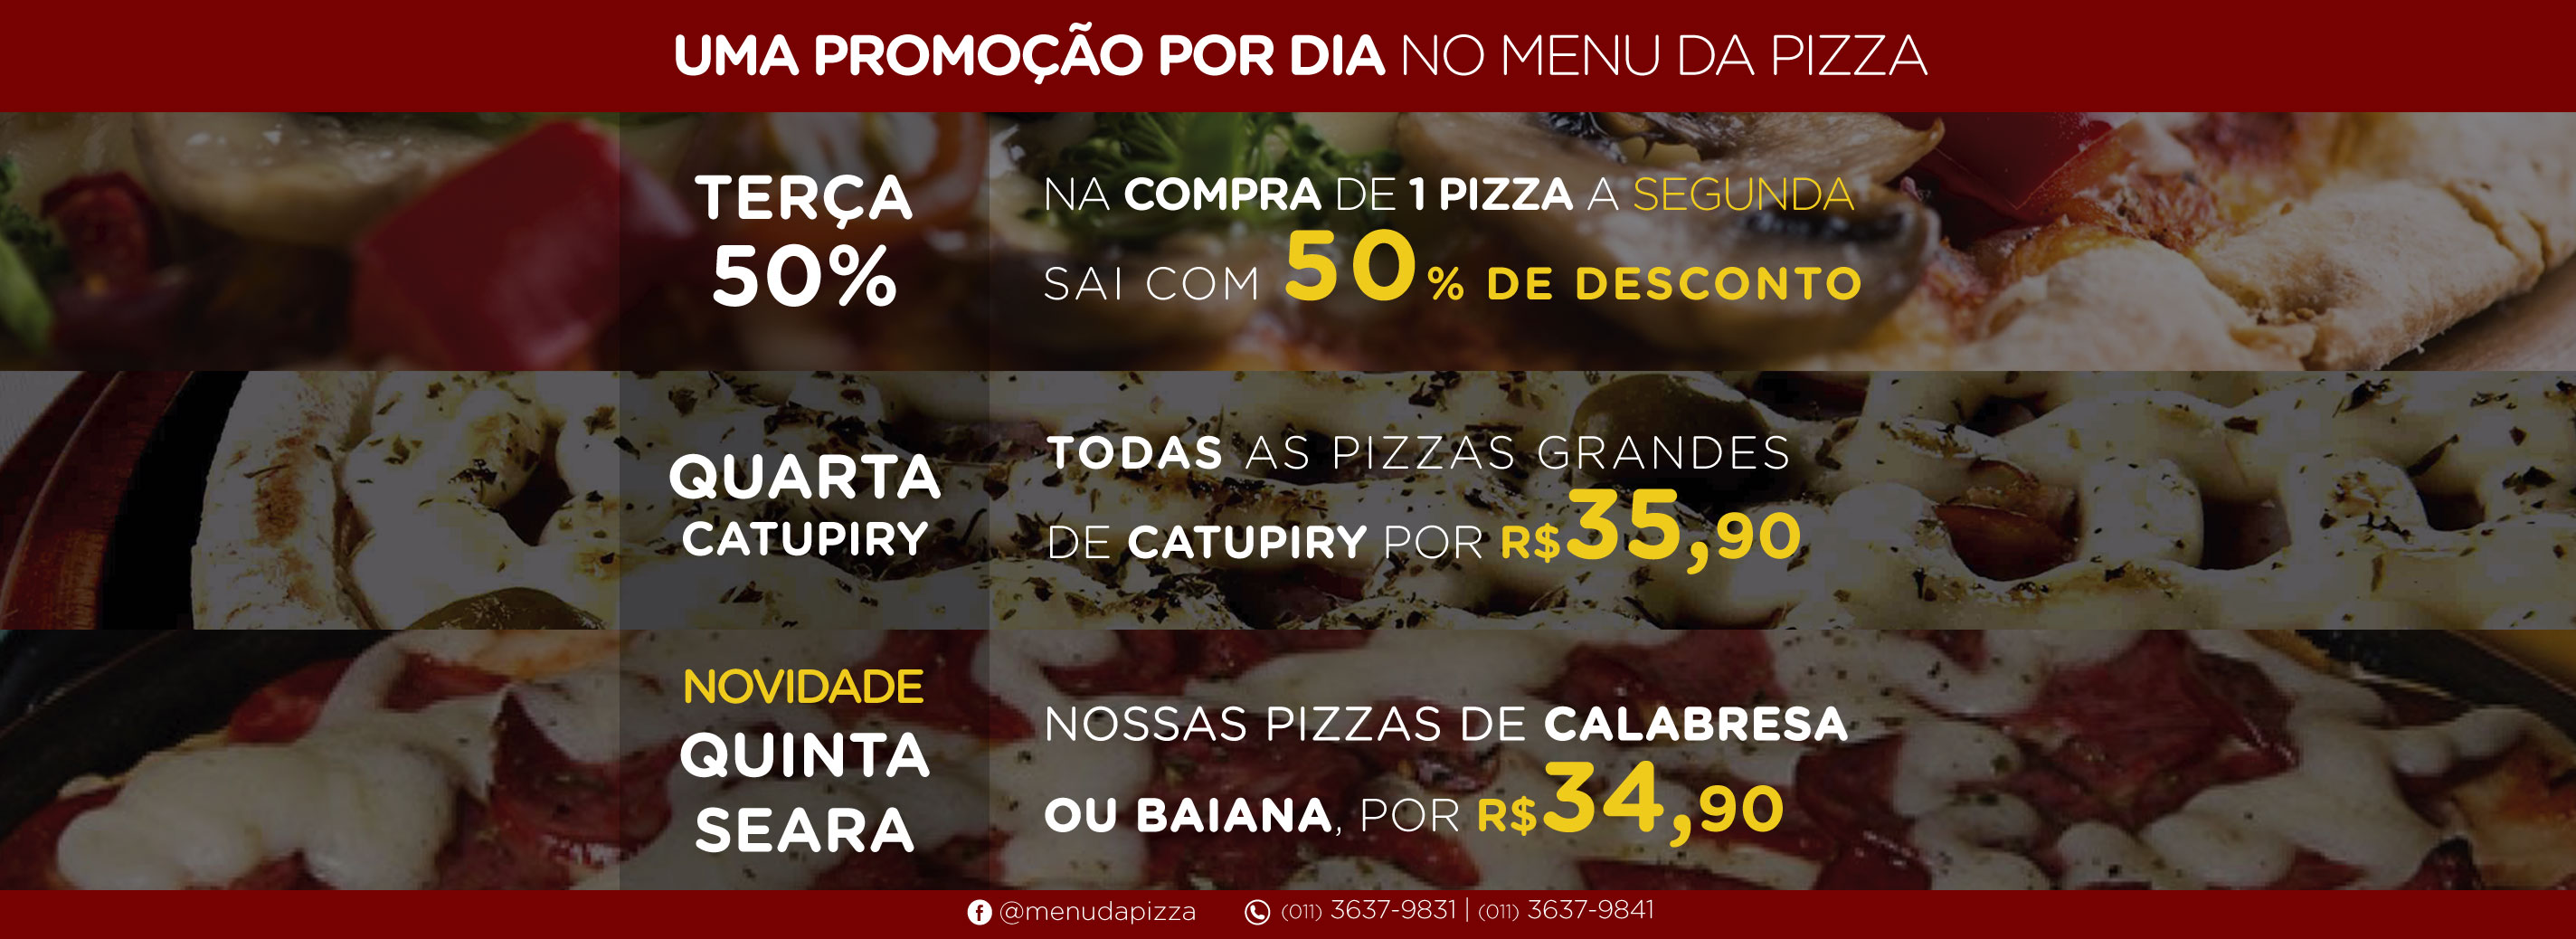 UMA PROMOÇÃO POR DIA NO MENU DA PIZZA
TERÇA
50%
NA COMPRA DE 1 PIZZA A SEGUNDA
SAI COM 50% DE DESCONTO
QUARTA
CATUPIRY
TODAS AS PIZZAS GRANDES
DE CATUPIRY POR R$35,90
NOVIDADE
QUINTA
SEARA
NOSSAS PIZZAS DE CALABRESA
OU BAIANA, POR R$34,90
@menudapizza (011) 3637-9831 | (011) 3637-9841